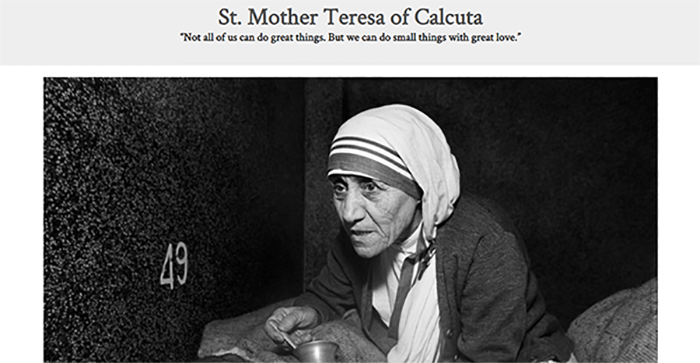 St. Mother Teresa of Calcuta
"Not all of us can do great things. But we can do small things with great love."
49